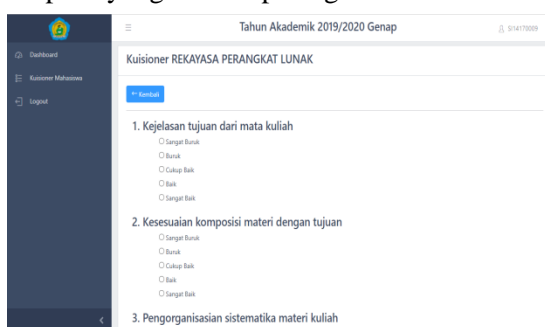 Tahun Akademik 2019/2020 Genap
SI14170009
Dashboard
Kuisioner Mahasiswa
Logout
Kuisioner REKAYASA PERANGKAT LUNAK
Kembali
1. Kejelasan tujuan dari mata kuliah
Sangat Buruk
Buruk
Cukup Baik
Baik
Sangat Baik
2. Kesesuaian komposisi materi dengan tujuan
Sangat Buruk
Buruk
Cukup Baik
Baik
Sangat Baik
3. Pengorganisasian sistematika materi kuliah